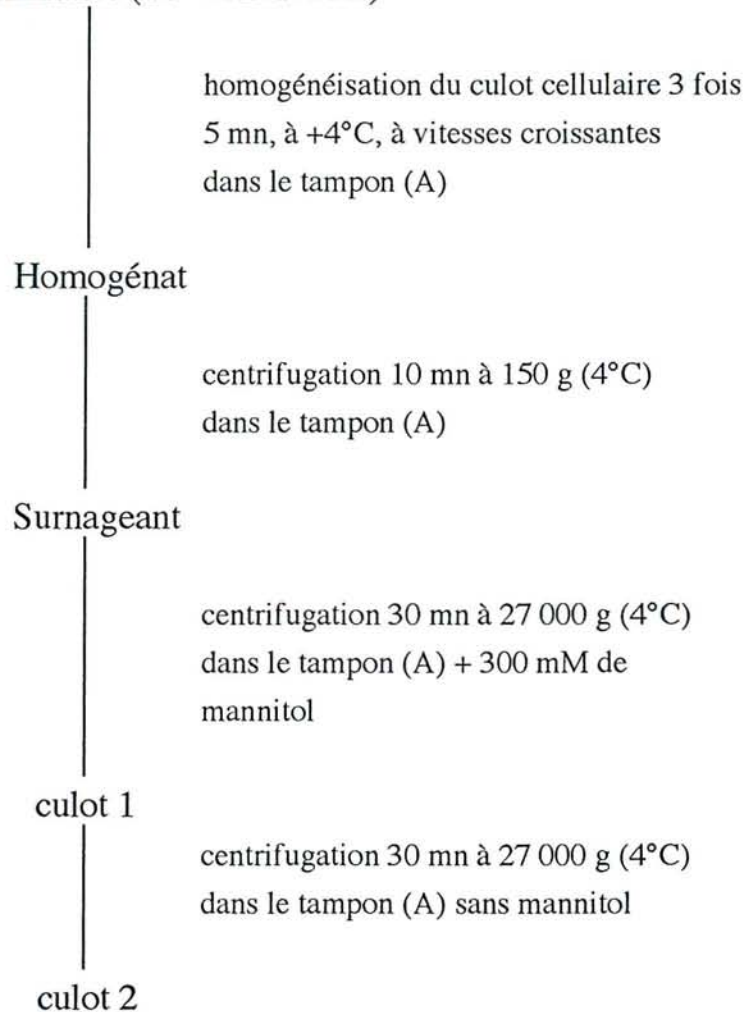 homogénéisation du culot cellulaire 3 fois
5 mn, à +4°C, à vitesses croissantes
dans le tampon (A)
Homogénat
centrifugation 10 mn à 150 g (4°C)
dans le tampon (A)
Surnageant
centrifugation 30 mn à 27 000 g (4°C)
dans le tampon (A) + 300 mM de
mannitol
culot 1
centrifugation 30 mn à 27 000 g (4°C)
dans le tampon (A) sans mannitol
culot 2